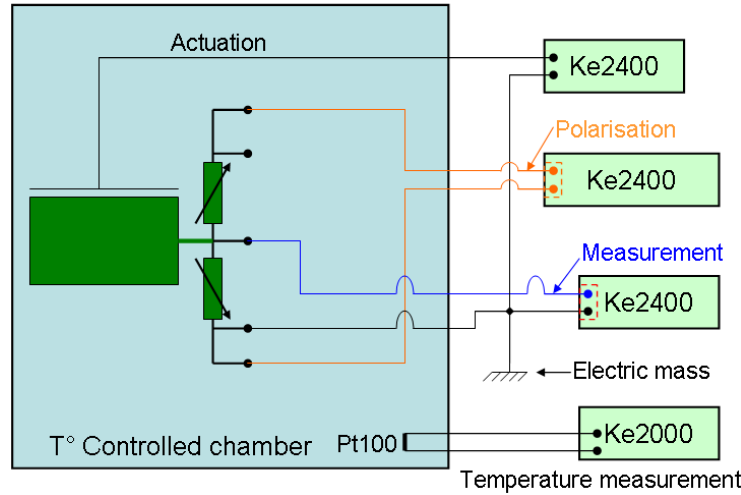 Actuation
Ke2400
Polarisation
Ke2400
Measurement
Ke2400
Electric mass
T° Controlled chamber
Pt100
Ke2000
Temperature measurement